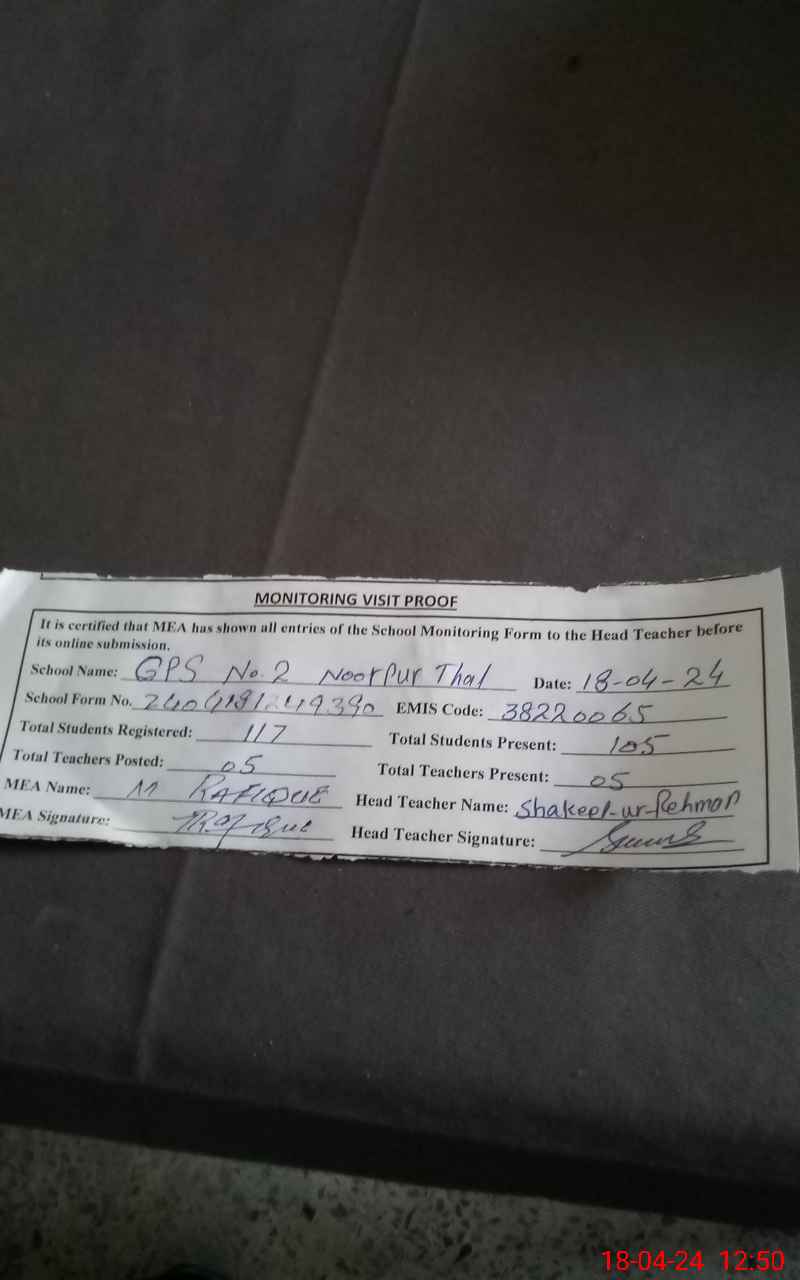 MONITORING VISIT PROOF
It is certified that MEA has shown all entries of the School Monitoring Form to the Head Teacher before
its online submission.
School Name: GPS No. 2 Noorpur Thal Date: 18-04-24
School Form No. EMIS Code: 38220065
Total Students Registered: 117 Total Students Present: 105
Total Teachers Posted: 05 Total Teachers Present: 05
MEA Name: M RAFIQUE Head Teacher Name: Shakeel-ur-Rehman
MEA Signature: Rafique Head Teacher Signature:
18-04-24 12:50